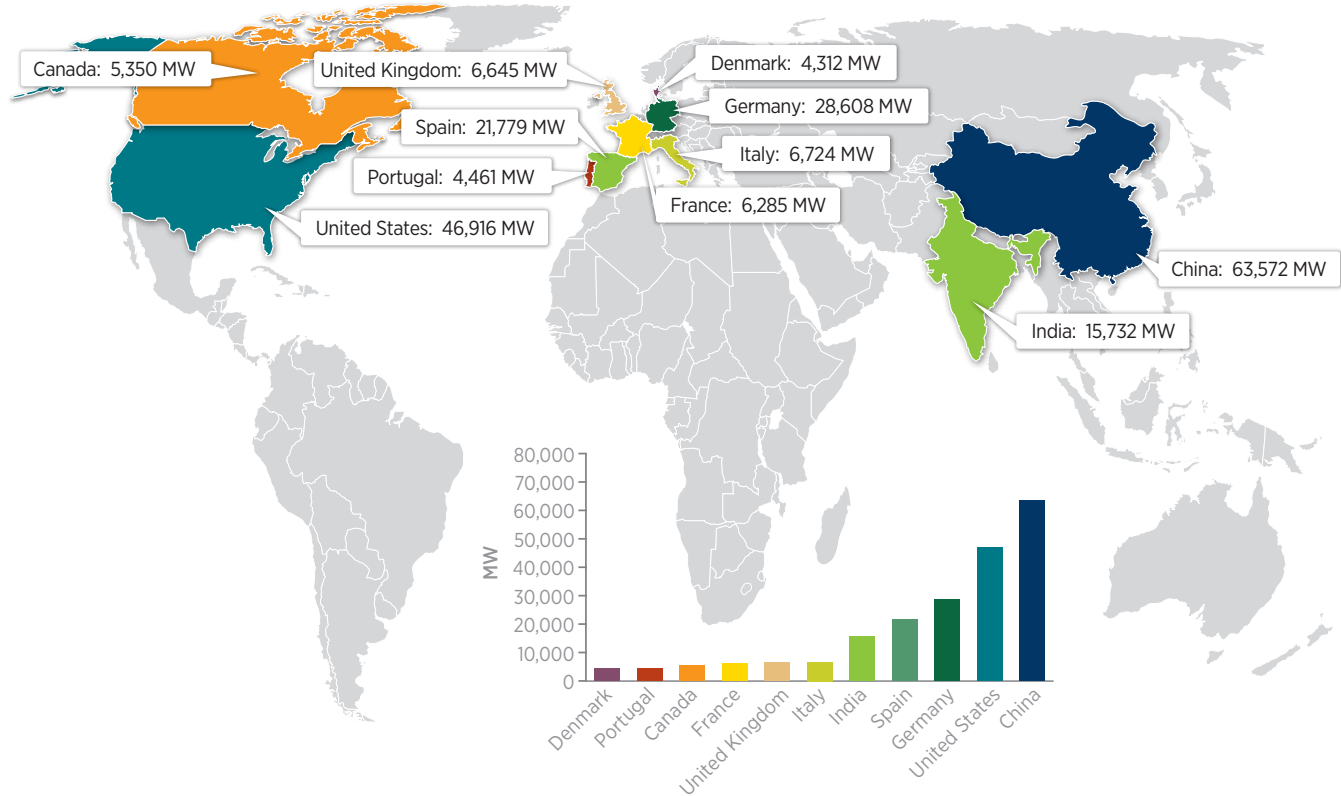 Canada: 5,350 MW
United Kingdom: 6,645 MW
Denmark: 4,312 MW
Germany: 28,608 MW
Spain: 21,779 MW
Italy: 6,724 MW
Portugal: 4,461 MW
France: 6,285 MW
United States: 46,916 MW
China: 63,572 MW
India: 15,732 MW
80,000
70,000
60,000
50,000
40,000
30,000
20,000
10,000
0
MW
Denmark
Portugal
Canada
France
United Kingdom
Italy
India
Spain
Germany
United States
China